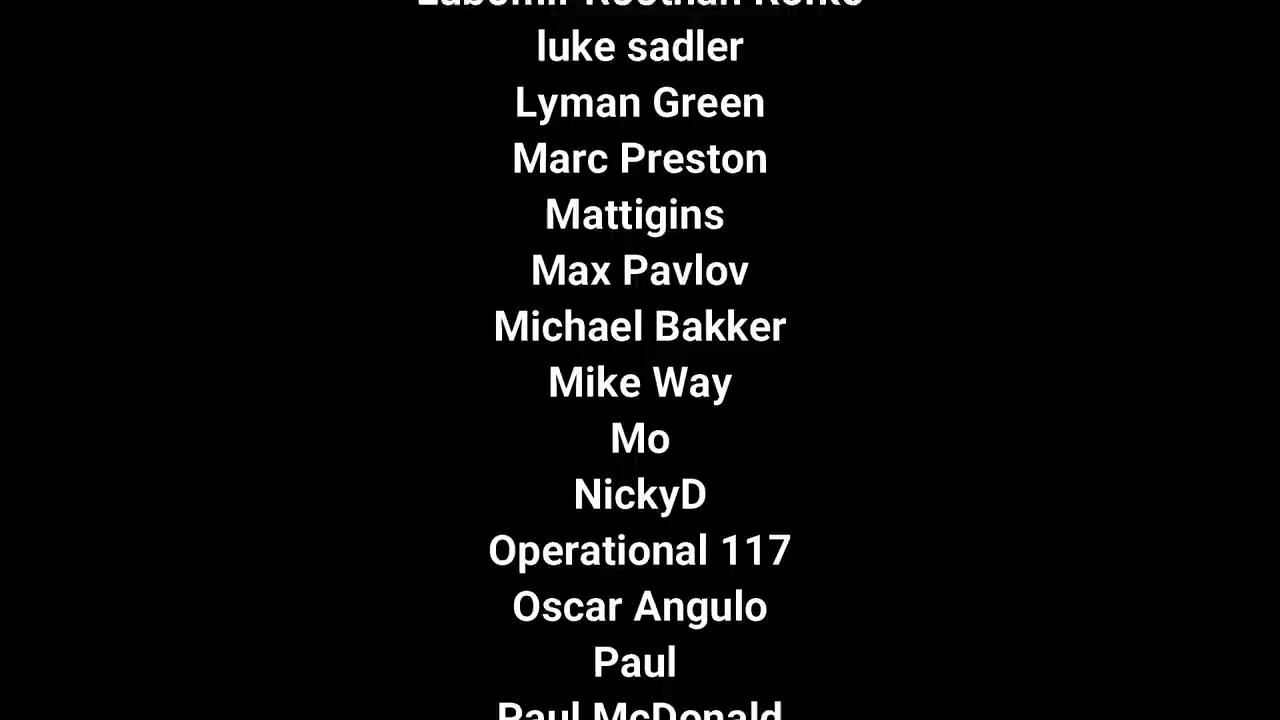 luke sadler
Lyman Green
Marc Preston
Mattigins
Max Pavlov
Michael Bakker
Mike Way
Mo
NickyD
Operational 117
Oscar Angulo
Paul
Paul McDonald